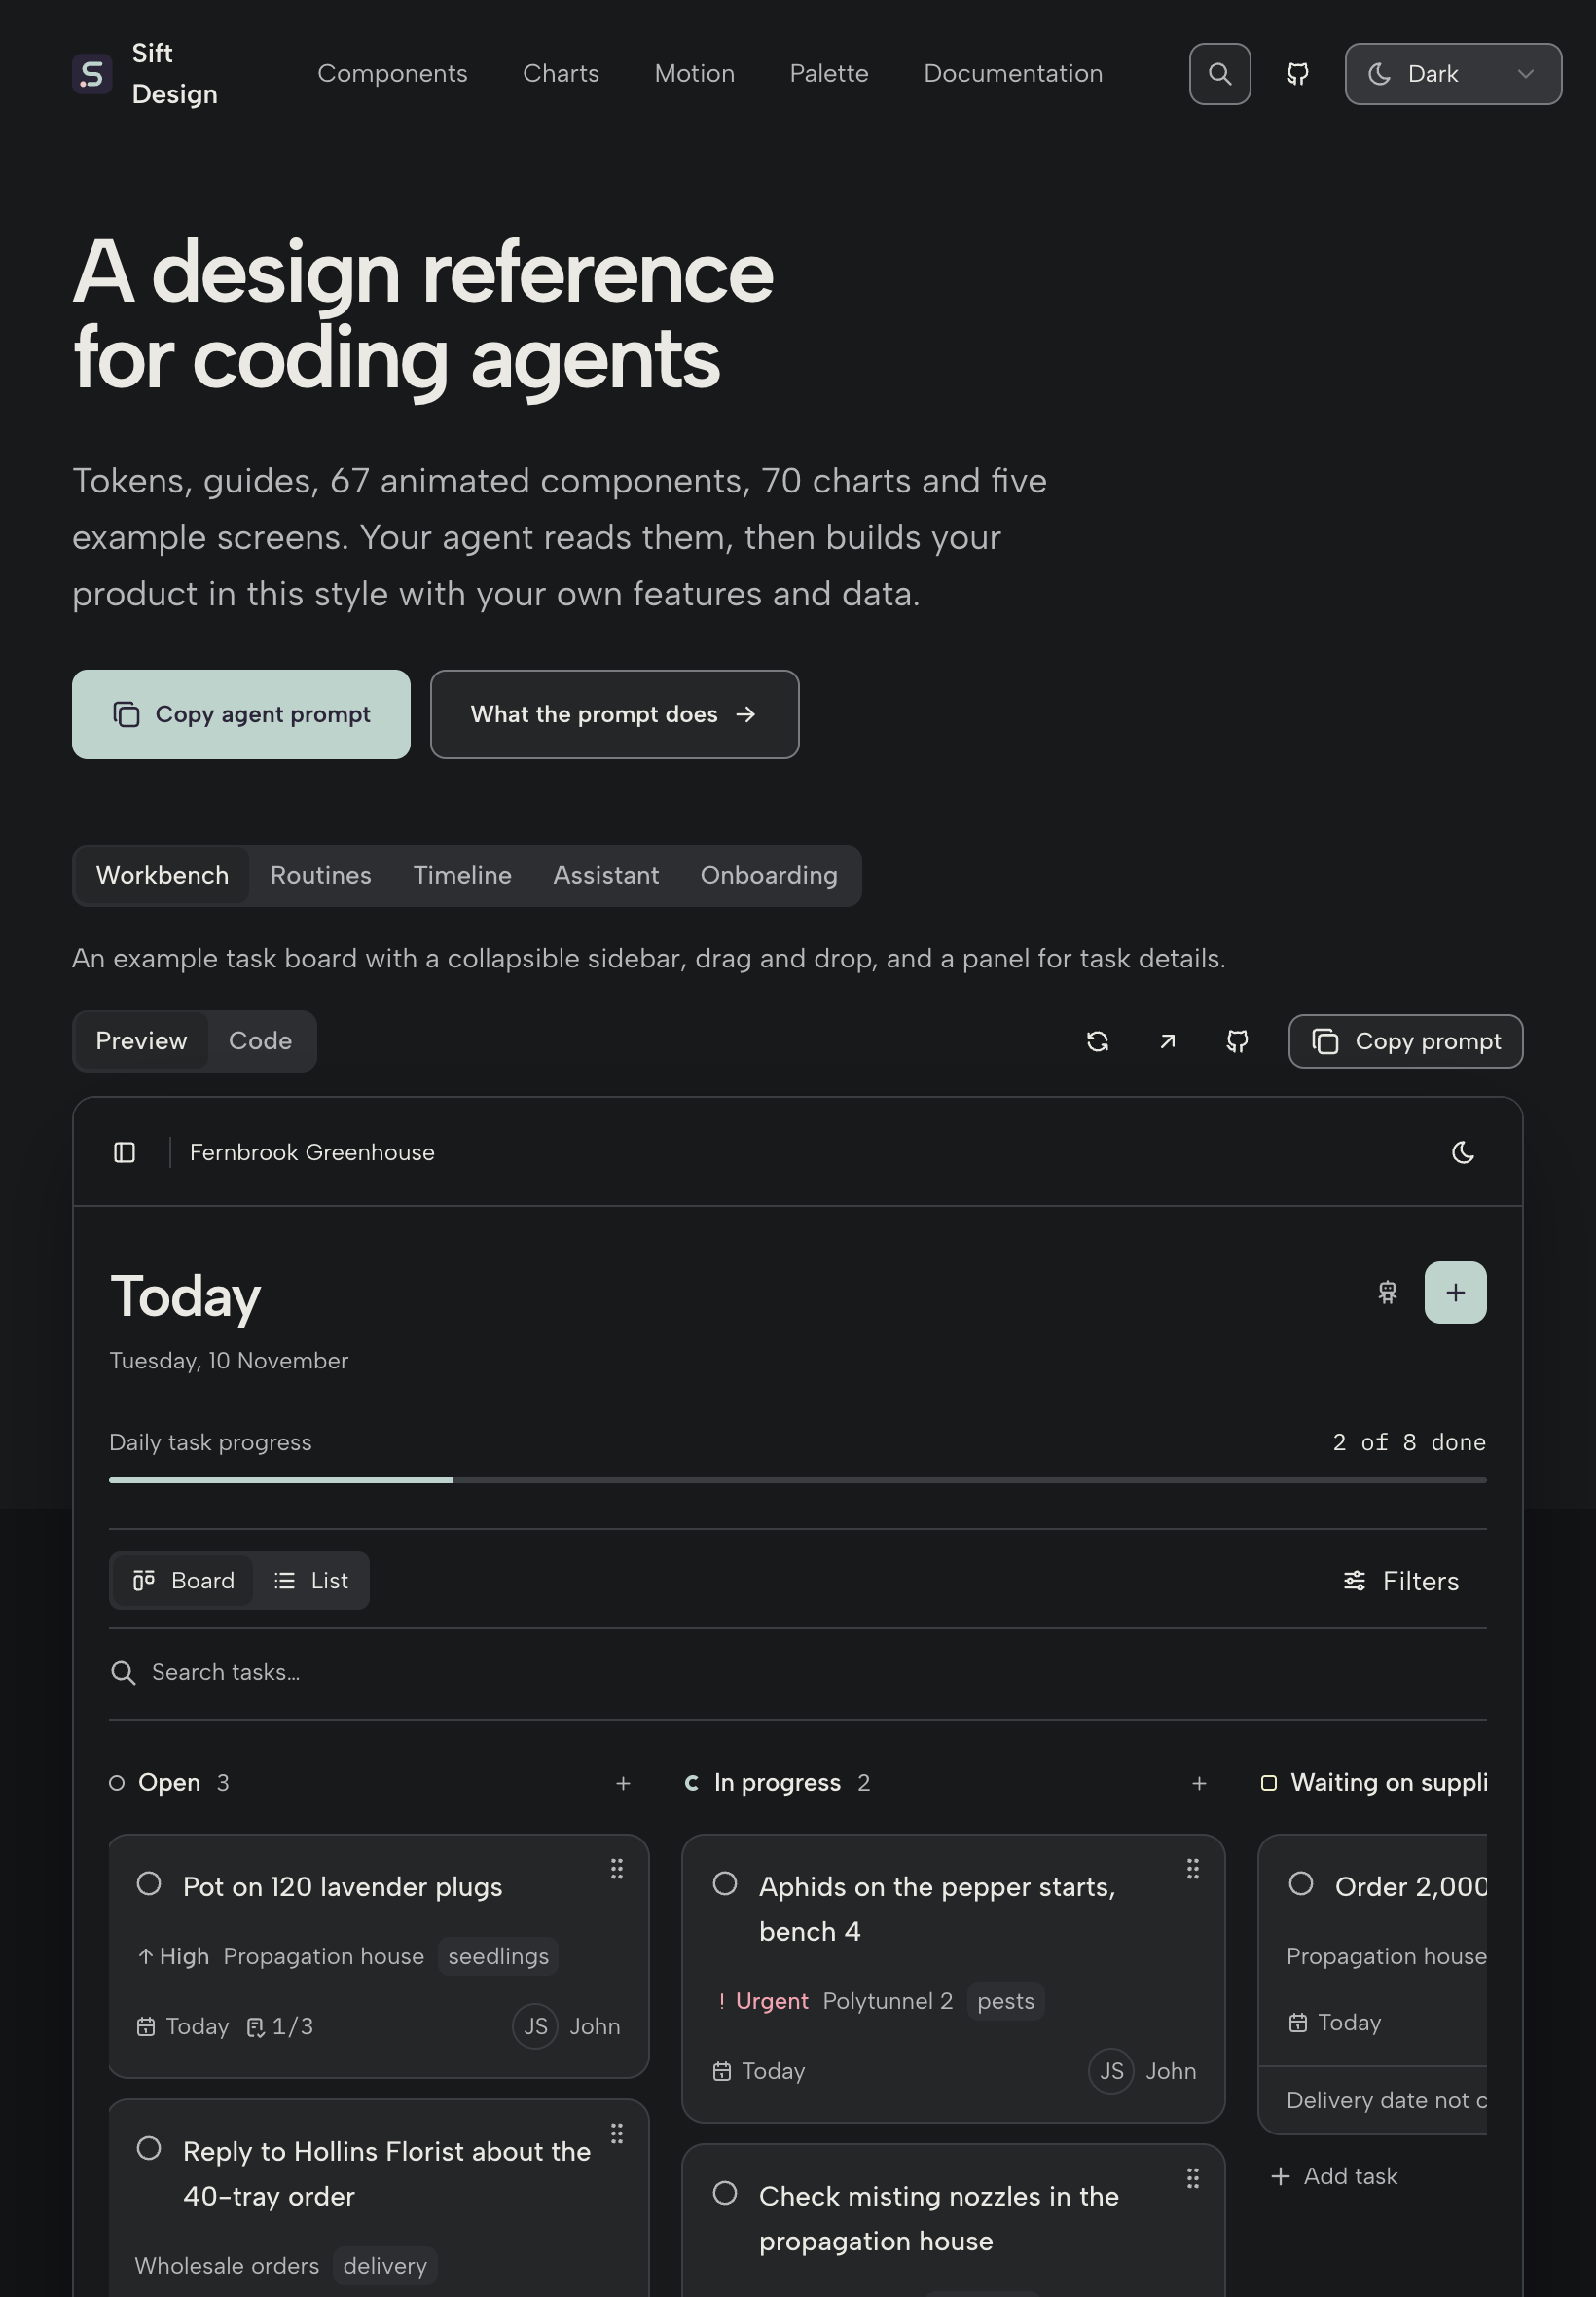 Sift
Design
Components
Charts
Motion
Palette
Documentation
Dark
A design reference
for coding agents
Tokens, guides, 67 animated components, 70 charts and five
example screens. Your agent reads them, then builds your
product in this style with your own features and data.
Copy agent prompt
What the prompt does →
Workbench
Routines
Timeline
Assistant
Onboarding
An example task board with a collapsible sidebar, drag and drop, and a panel for task details.
Preview
Code
Copy prompt
Fernbrook Greenhouse
Today
Tuesday, 10 November
Daily task progress
2 of 8 done
Board
List
Filters
Search tasks...
Open 3
Pot on 120 lavender plugs
High Propagation house seedlings
Today 1/3
JS John
Reply to Hollins Florist about the
40-tray order
Wholesale orders delivery
In progress 2
Aphids on the pepper starts,
bench 4
! Urgent Polytunnel 2 pests
Today
JS John
Check misting nozzles in the
propagation house
Waiting on suppli
Order 2,000
Propagation house
Today
Delivery date not c
+ Add task